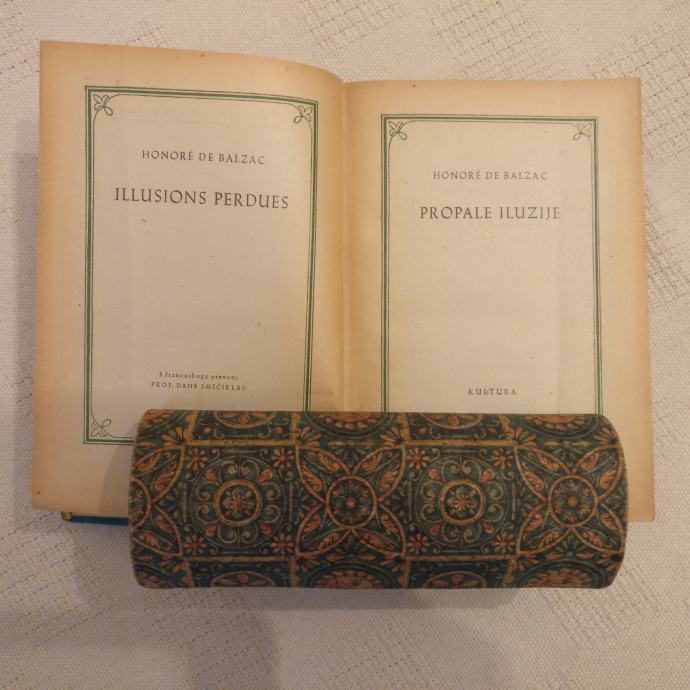 HONORÉ DE BALZAC
ILLUSIONS PERDUES
S francuskoga preveo:
PROF. DANE SMIČIKLAS
HONORÉ DE BALZAC
PROPALE ILUZIJE
KULTURA